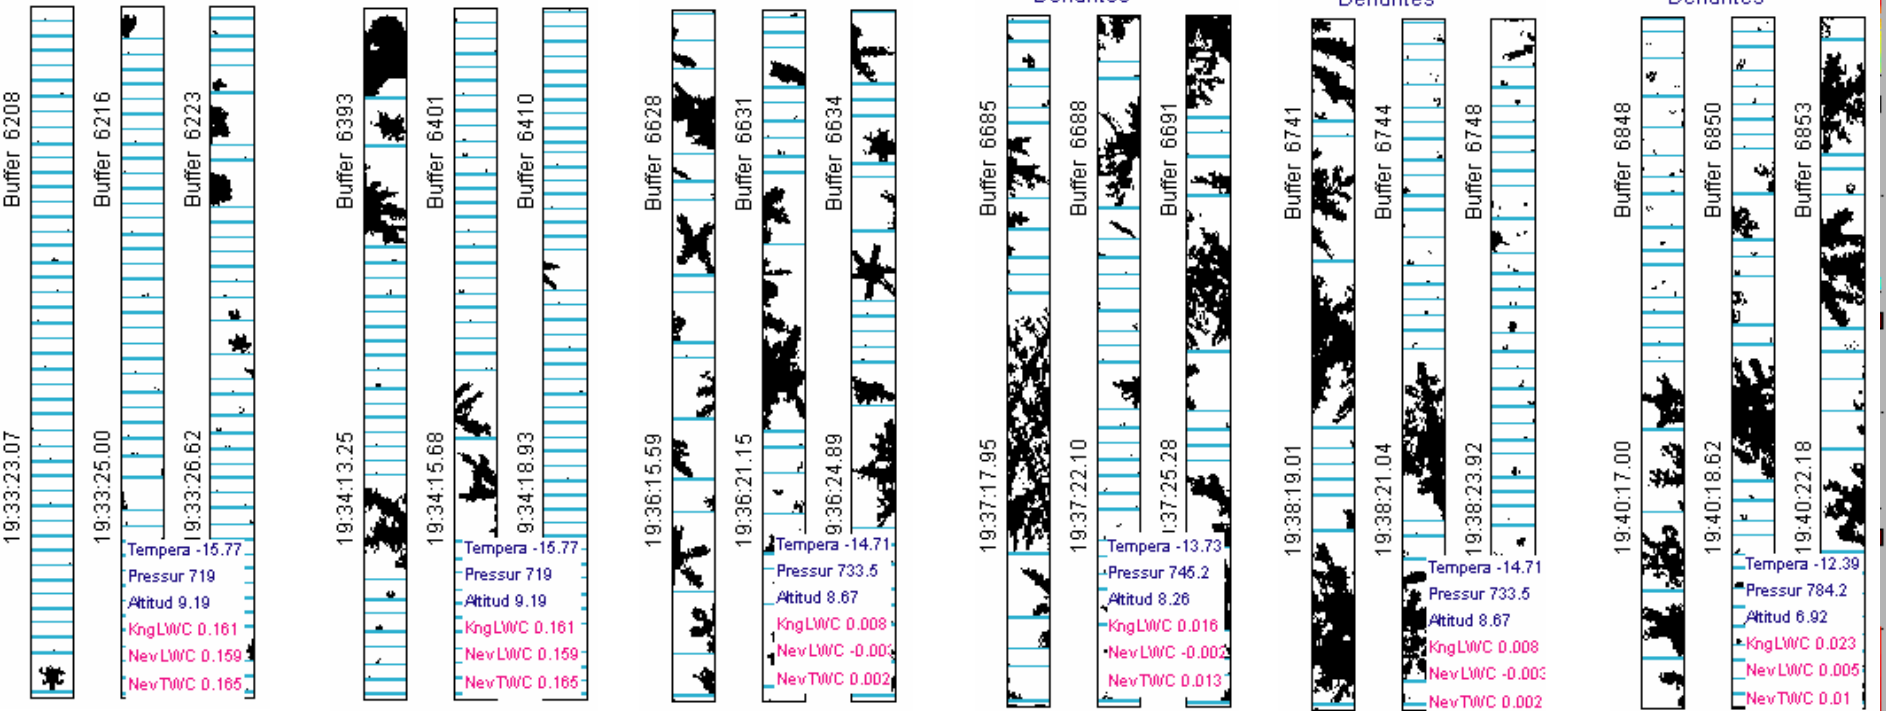 Dendrites
Dendrites
Dendrites
Buffer 6208
19:33:23.07
Buffer 6216
19:33:25.00
Buffer 6223
19:33:26.62
Tempera -15.77
Pressur 719
Altitud 9.19
KngLWC 0.161
NevLWC 0.159
NevTWC 0.165
Buffer 6393
19:34:13.25
Buffer 6401
19:34:15.68
Buffer 6410
9:34:18.93
Tempera -15.77
Pressur 719
Altitud 9.19
KngLWC 0.161
NevLWC 0.159
NevTWC 0.165
Buffer 6628
19:36:15.59
Buffer 6631
19:36:21.15
Buffer 6634
9:36:24.89
Tempera -14.71
Pressur 733.5
Altitud 8.67
KngLWC 0.008
NevLWC -0.003
NevTWC 0.002
Buffer 6685
19:37:17.95
Buffer 6688
19:37:22.10
Buffer 6691
:37:25.28
Tempera -13.73
Pressur 745.2
Altitud 8.26
KngLWC 0.016
NevLWC -0.002
NevTWC 0.013
Buffer 6741
19:38:19.01
Buffer 6744
19:38:21.04
Buffer 6748
19:38:23.92
Tempera -14.71
Pressur 733.5
Altitud 8.67
KngLWC 0.008
NevLWC -0.003
NevTWC 0.002
Buffer 6848
19:40:17.00
Buffer 6850
19:40:18.62
Buffer 6853
19:40:22.18
Tempera -12.39
Pressur 784.2
Altitud 6.92
KngLWC 0.023
NevLWC 0.005
NevTWC 0.01